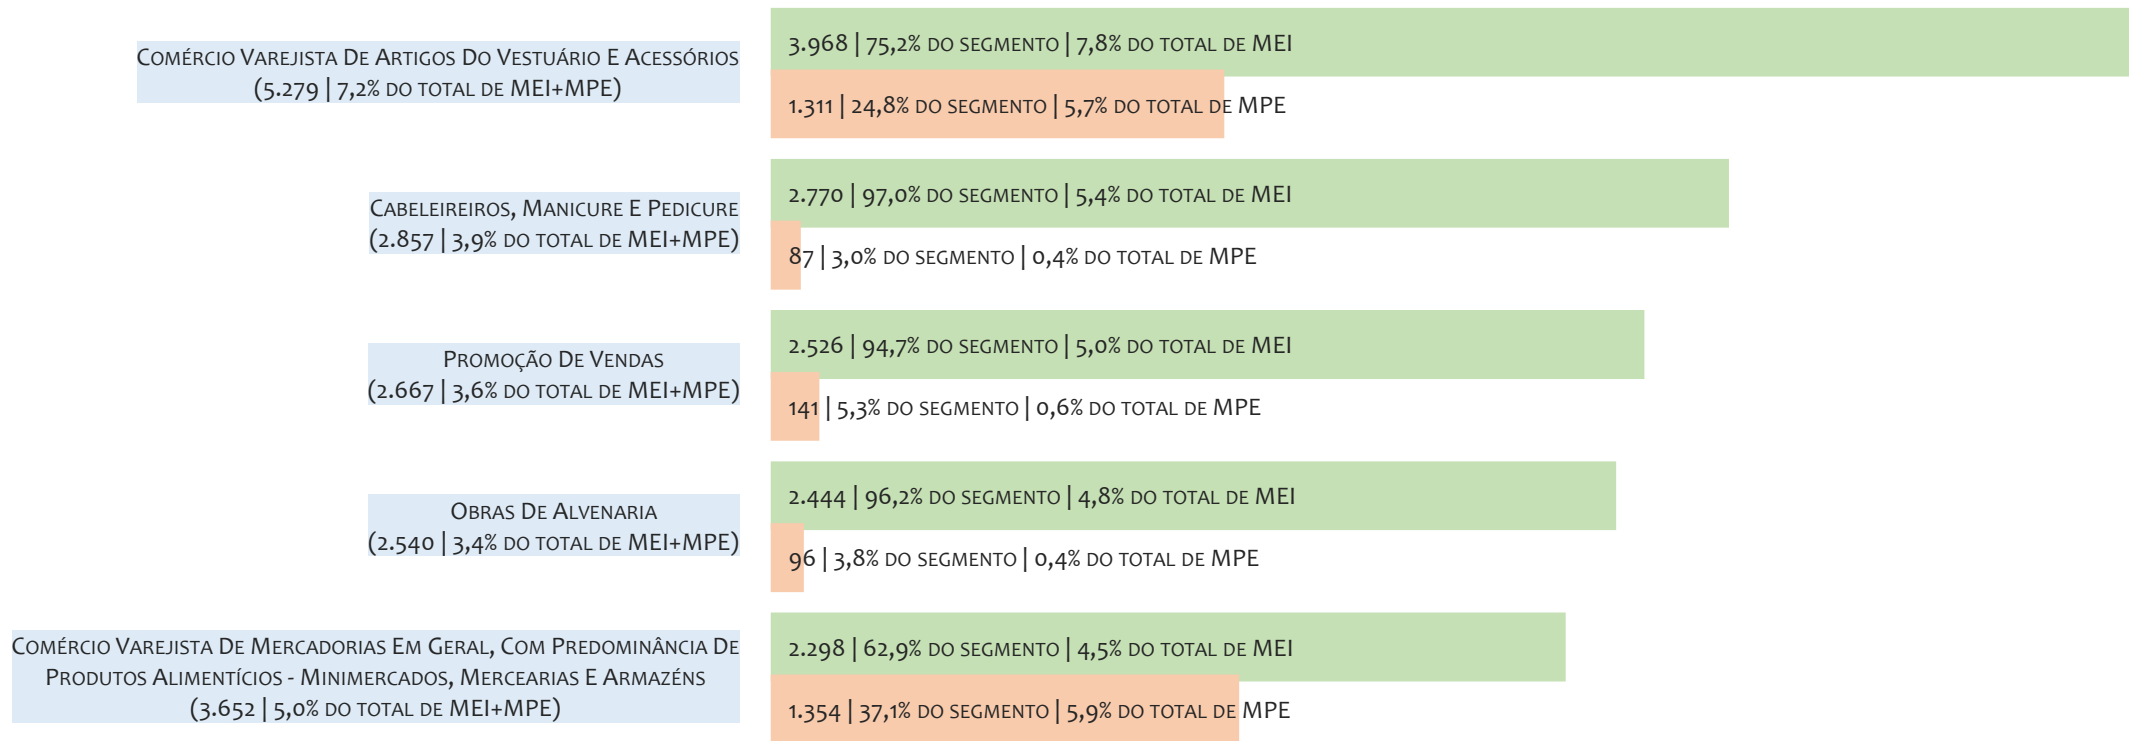 Comércio Varejista De Artigos Do Vestuário E Acessórios
(5.279 | 7,2% do total de MEI+MPE)
3.968 | 75,2% do segmento | 7,8% do total de MEI
1.311 | 24,8% do segmento | 5,7% do total de MPE
Cabeleireiros, Manicure E Pedicure
(2.857 | 3,9% do total de MEI+MPE)
2.770 | 97,0% do segmento | 5,4% do total de MEI
87 | 3,0% do segmento | 0,4% do total de MPE
Promoção De Vendas
(2.667 | 3,6% do total de MEI+MPE)
2.526 | 94,7% do segmento | 5,0% do total de MEI
141 | 5,3% do segmento | 0,6% do total de MPE
Obras De Alvenaria
(2.540 | 3,4% do total de MEI+MPE)
2.444 | 96,2% do segmento | 4,8% do total de MEI
96 | 3,8% do segmento | 0,4% do total de MPE
Comércio Varejista De Mercadorias Em Geral, Com Predominância De
Produtos Alimentícios - Minimercados, Mercearias E Armazéns
(3.652 | 5,0% do total de MEI+MPE)
2.298 | 62,9% do segmento | 4,5% do total de MEI
1.354 | 37,1% do segmento | 5,9% do total de MPE